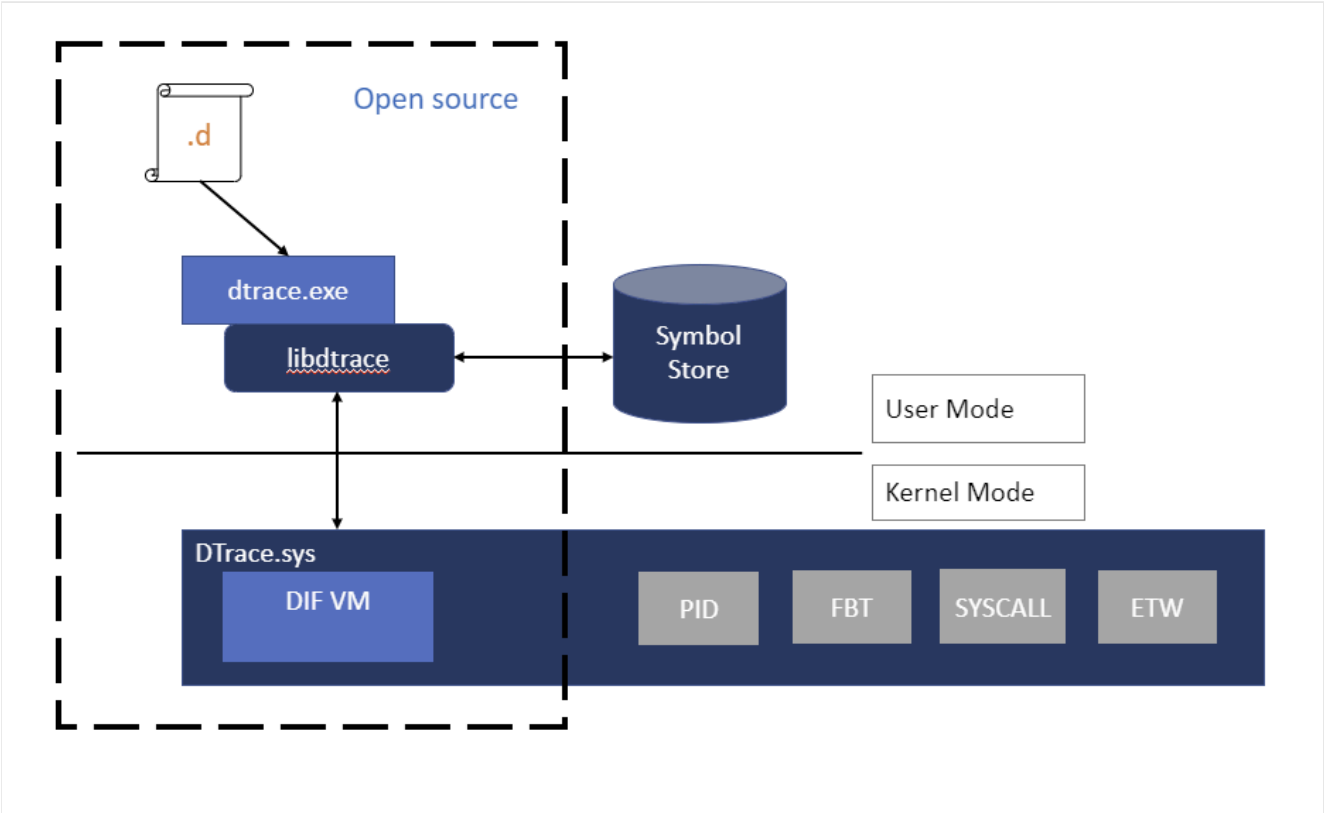 Open source
.d
dtrace.exe
libdtrace
Symbol
Store
User Mode
Kernel Mode
DTrace.sys
DIF VM
PID
FBT
SYSCALL
ETW